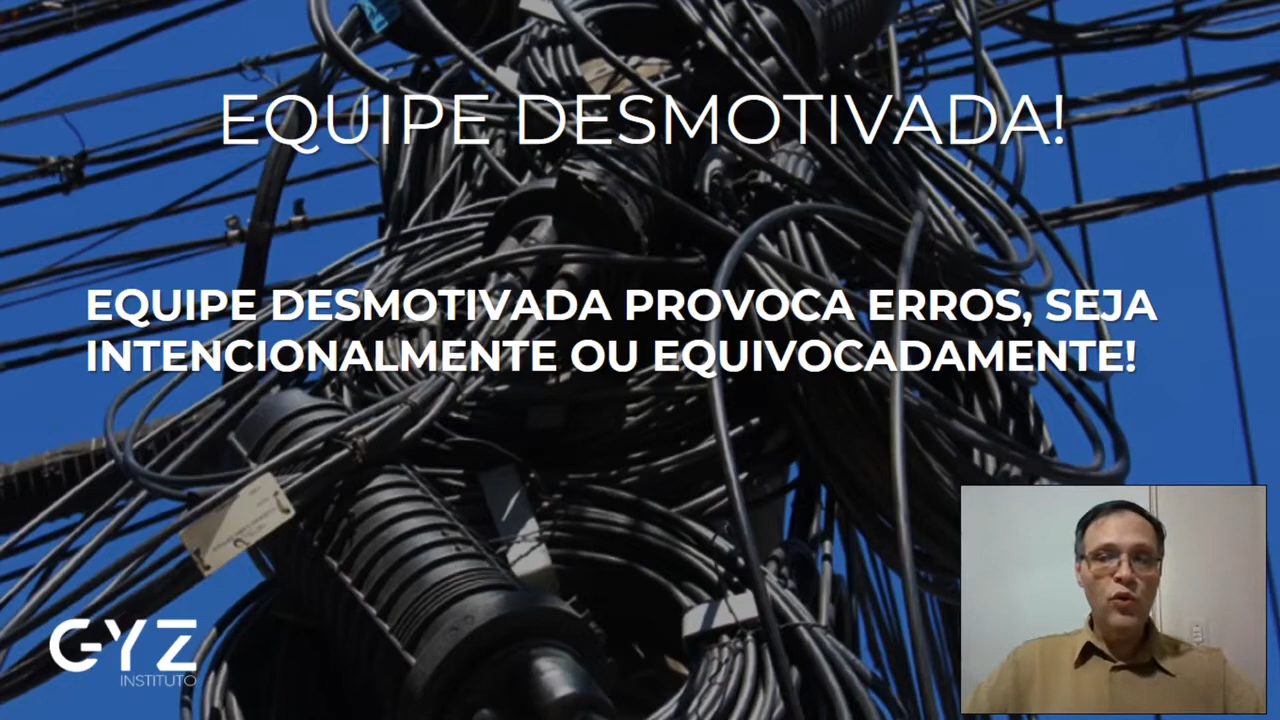 EQUIPE DESMOTIVADA!
EQUIPE DESMOTIVADA PROVOCA ERROS, SEJA
INTENCIONALMENTE OU EQUIVOCADAMENTE!
GYZ
INSTITUTO